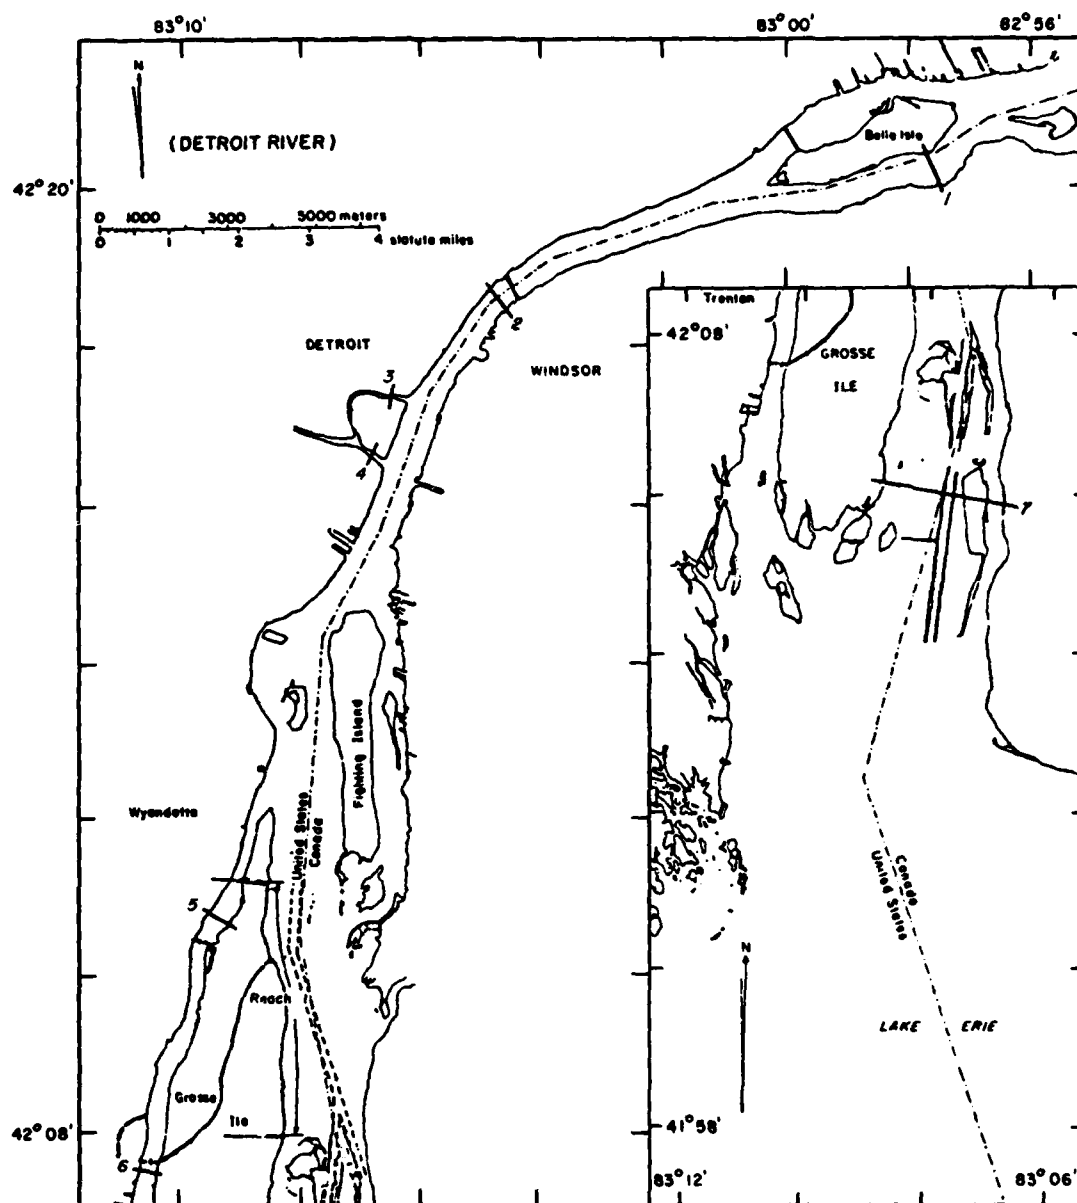 83°10' 83°00' 82°56'
N
(DETROIT RIVER)
Belle Isle
42°20'
1
0 1000 3000 5000 meters
0 1 2 3 4 statute miles
2
Trenton
42°08'
DETROIT
GROSSE
ILE
WINDSOR
3
4
7
Fighting Island
Wyandotte
United States
Canada
Canada
United States
5
N
Reach
LAKE ERIE
Grosse
Ile
42°08'
41°58'
6
83°12' 83°06'